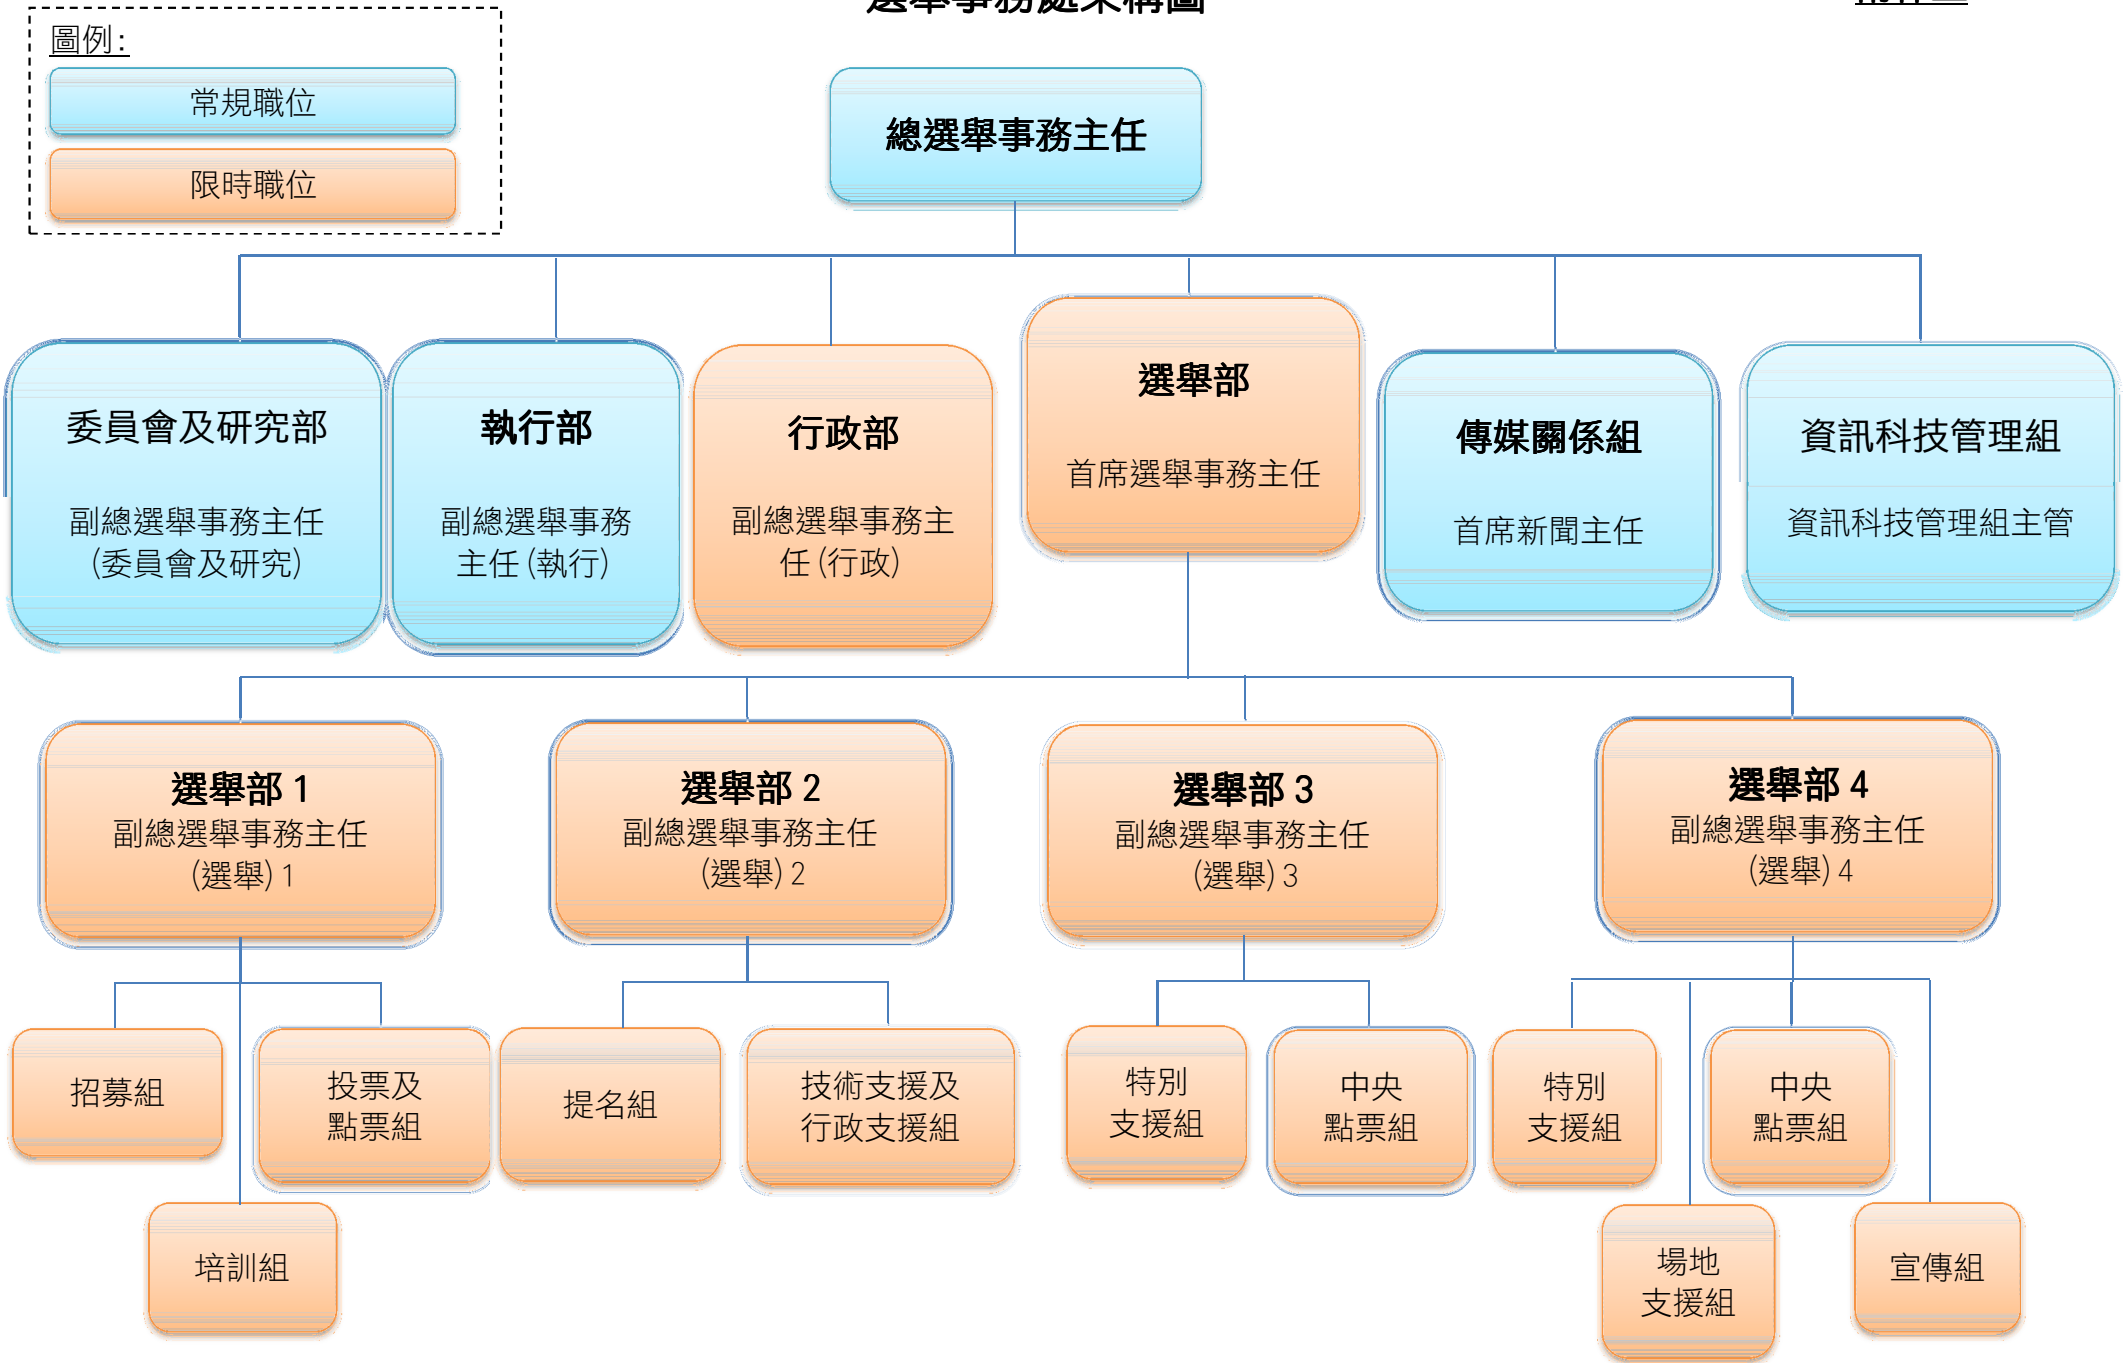 選舉事務處架構圖
圖例:
常規職位
限時職位
總選舉事務主任
委員會及研究部
副總選舉事務主任
(委員會及研究)
執行部
副總選舉事務
主任(執行)
行政部
副總選舉事務主
任(行政)
選舉部
首席選舉事務主任
傳媒關係組
首席新聞主任
資訊科技管理組
資訊科技管理組主管
選舉部 1
副總選舉事務主任
(選舉)1
選舉部 2
副總選舉事務主任
(選舉)2
選舉部 3
副總選舉事務主任
(選舉)3
選舉部 4
副總選舉事務主任
(選舉)4
招募組
投票及
點票組
培訓組
提名組
技術支援及
行政支援組
特別
支援組
中央
點票組
特別
支援組
中央
點票組
場地
支援組
宣傳組